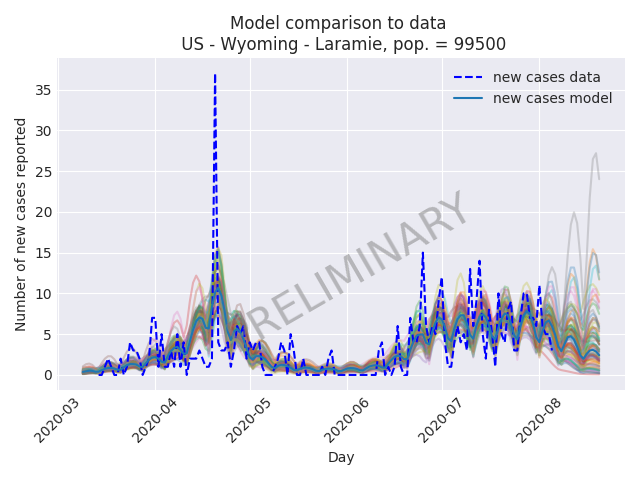 Model comparison to data
US - Wyoming - Laramie, pop. = 99500
new cases data
new cases model
Number of new cases reported
35
30
25
20
15
10
5
0
PRELIMINARY
2020-03
2020-04
2020-05
2020-06
2020-07
2020-08
Day